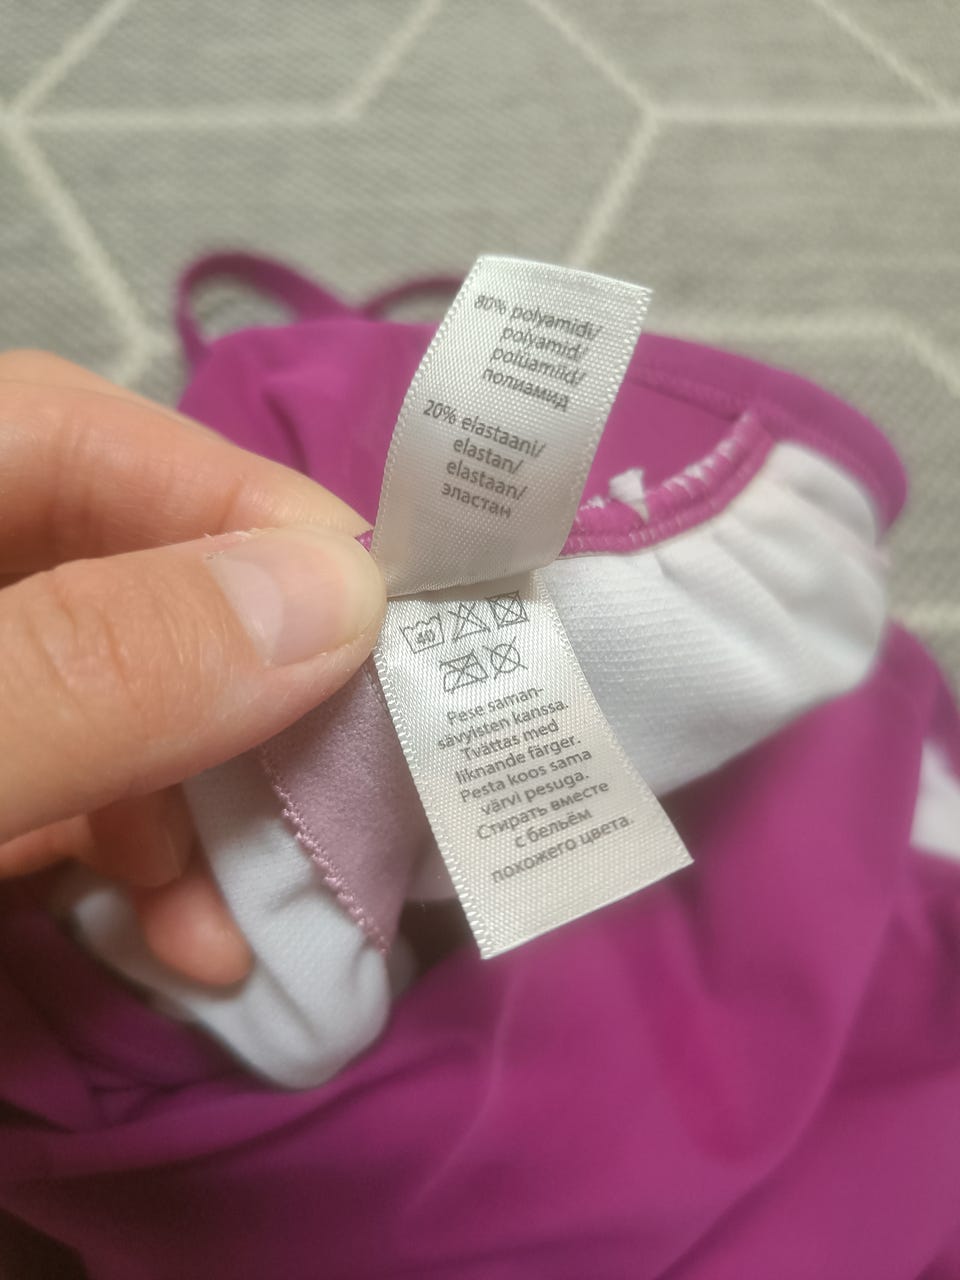 80% polyamidi/
polyamid/
polüamiid/
полиамид
20% elastaani/
elastan/
elastaan/
эластан
40
Pese saman-
sävyisten kanssa.
Tvättas med
liknande färger.
Pesta koos sama
värvi pesuga.
Стирать вместе
с бельём
похожего цвета.